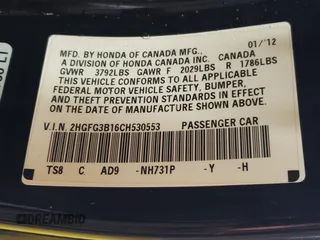 MFD. BY HONDA OF CANADA MFG.,
A DIVISION OF HONDA CANADA INC. CANADA 01/'12
GVWR 3792LBS GAWR F 2029LBS R 1786LBS
THIS VEHICLE CONFORMS TO ALL APPLICABLE
FEDERAL MOTOR VEHICLE SAFETY, BUMPER,
AND THEFT PREVENTION STANDARDS IN
EFFECT ON THE DATE OF MANUFACTURE
SHOWN ABOVE.
V.I.N. 2HGFG3B16CH530553 PASSENGER CAR
TS8 C AD9 -NH731P -Y -H
DREAMBID